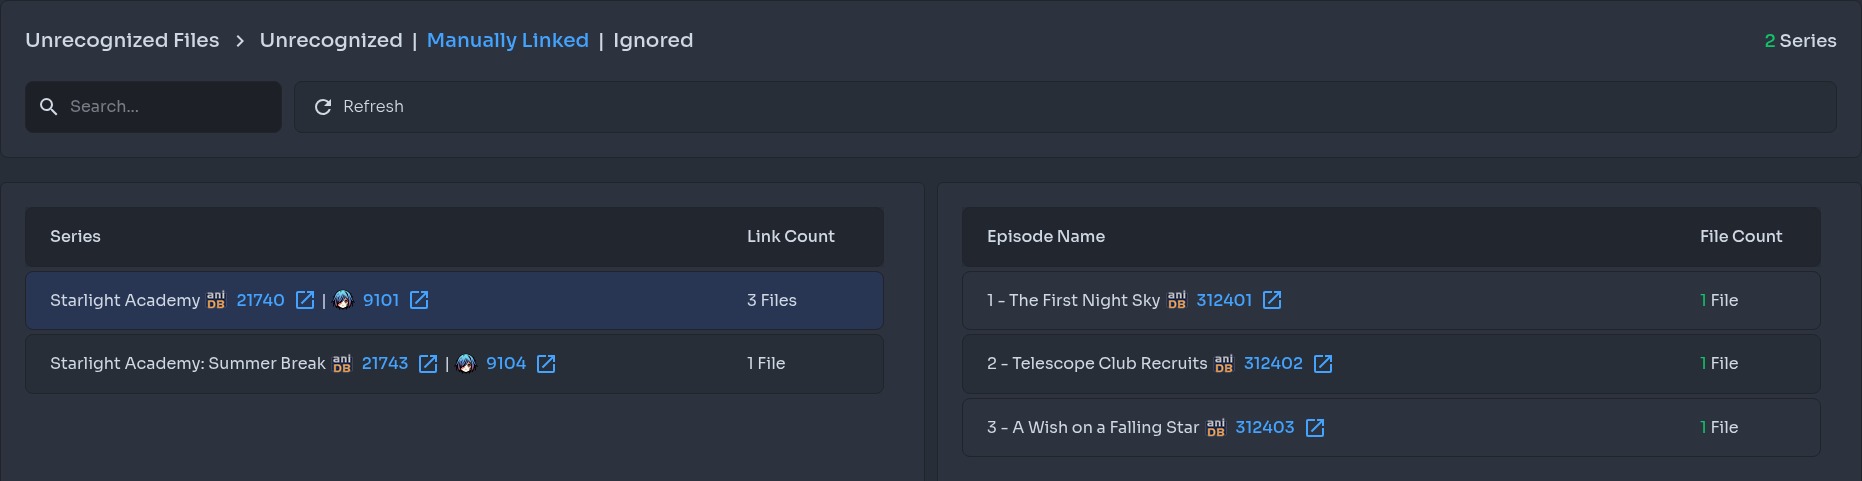 Unrecognized Files > Unrecognized | Manually Linked | Ignored
2 Series
Search...
Refresh
Series Link Count
Starlight Academy aniDB 21740 | 9101 3 Files
Starlight Academy: Summer Break aniDB 21743 | 9104 1 File
Episode Name File Count
1 - The First Night Sky aniDB 312401 1 File
2 - Telescope Club Recruits aniDB 312402 1 File
3 - A Wish on a Falling Star aniDB 312403 1 File